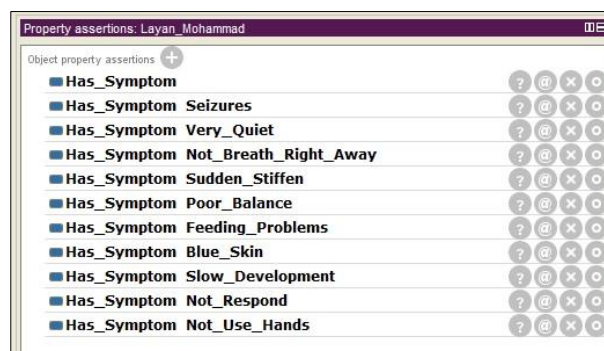 Property assertions: Layan_Mohammad
Object property assertions
Has_Symptom
Has_Symptom Seizures
Has_Symptom Very_Quiet
Has_Symptom Not_Breath_Right_Away
Has_Symptom Sudden_Stiffen
Has_Symptom Poor_Balance
Has_Symptom Feeding_Problems
Has_Symptom Blue_Skin
Has_Symptom Slow_Development
Has_Symptom Not_Respond
Has_Symptom Not_Use_Hands